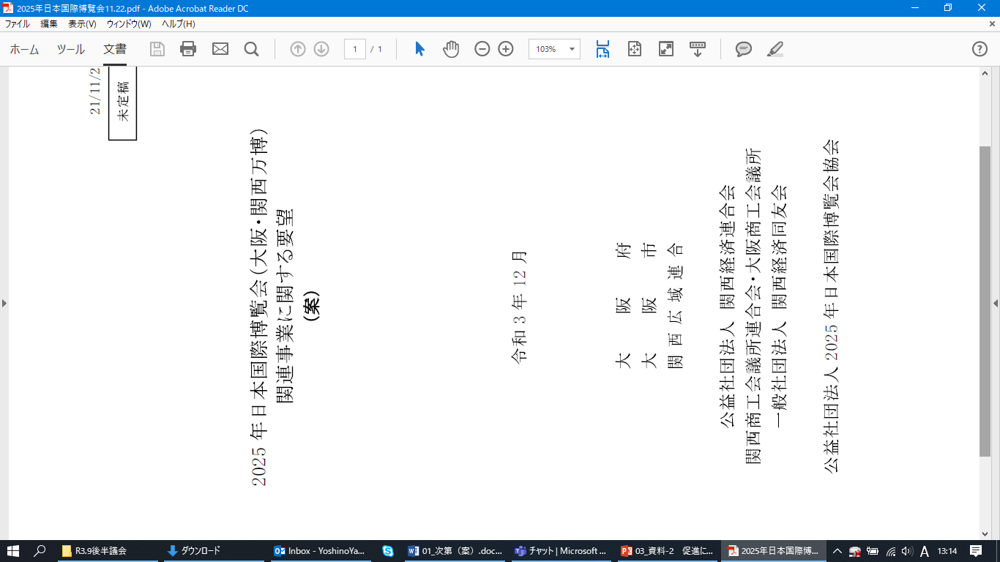 2025年日本国際博覧会11.22.pdf - Adobe Acrobat Reader DC
ファイル 編集 表示(V) ウィンドウ(W) ヘルプ(H)
ホーム ツール 文書 1 / 1 103%
21/11/2
未定稿
2025年日本国際博覧会(大阪・関西万博)
関連事業に関する要望
(案)
令和3年12月
大阪府
大阪市
関西広域連合
公益社団法人 関西経済連合会
関西商工会議所連合会・大阪商工会議所
一般社団法人 関西経済同友会
公益社団法人2025年日本国際博覧会協会
R3.9後半議会 ダウンロード Inbox - YoshinoYa... 01_次第（案）.doc... チャット | Microsoft ... 03_資料-2 促進に... 2025年日本国際博... A 13:14